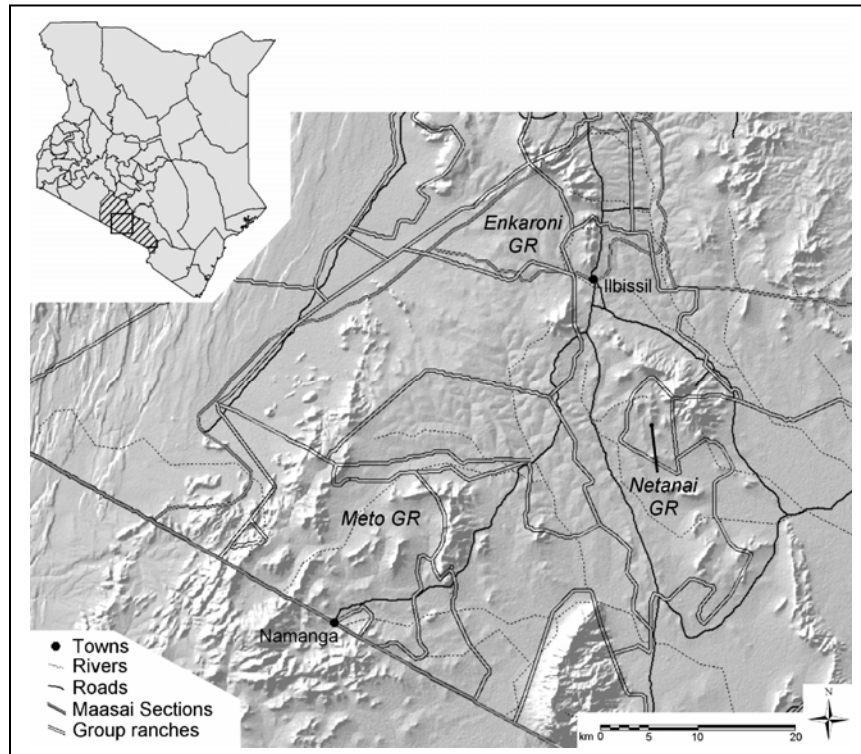 Enkaroni
GR
Ilbissil
Netanai
GR
Meto GR
Namanga
Towns
Rivers
Roads
Maasai Sections
Group ranches
N
km 0 5 10 20